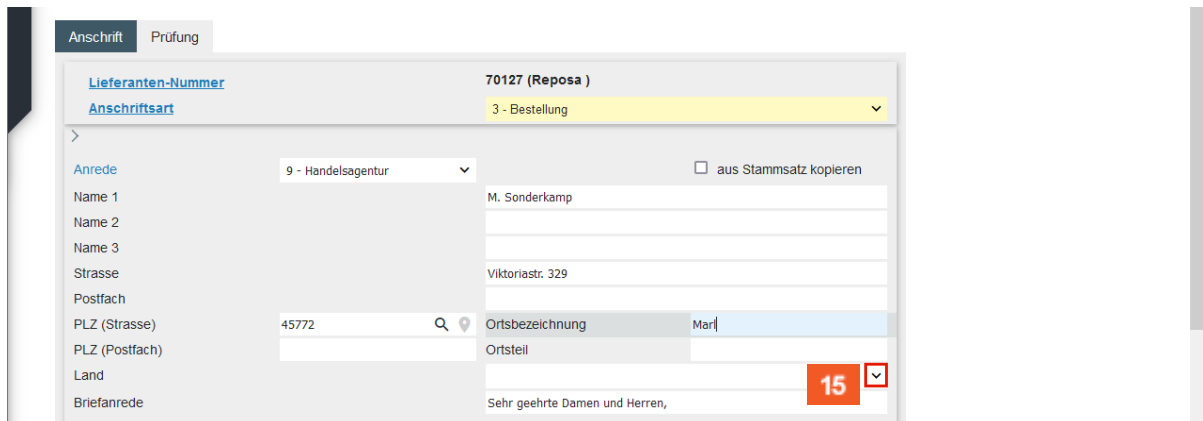 Anschrift Prüfung
Lieferanten-Nummer 70127 (Reposa )
Anschriftsart 3 - Bestellung
Anrede 9 - Handelsagentur aus Stammsatz kopieren
Name 1 M. Sonderkamp
Name 2
Name 3
Strasse Viktoriastr. 329
Postfach
PLZ (Strasse) 45772 Ortsbezeichnung Marl
PLZ (Postfach) Ortsteil
Land 15
Briefanrede Sehr geehrte Damen und Herren,